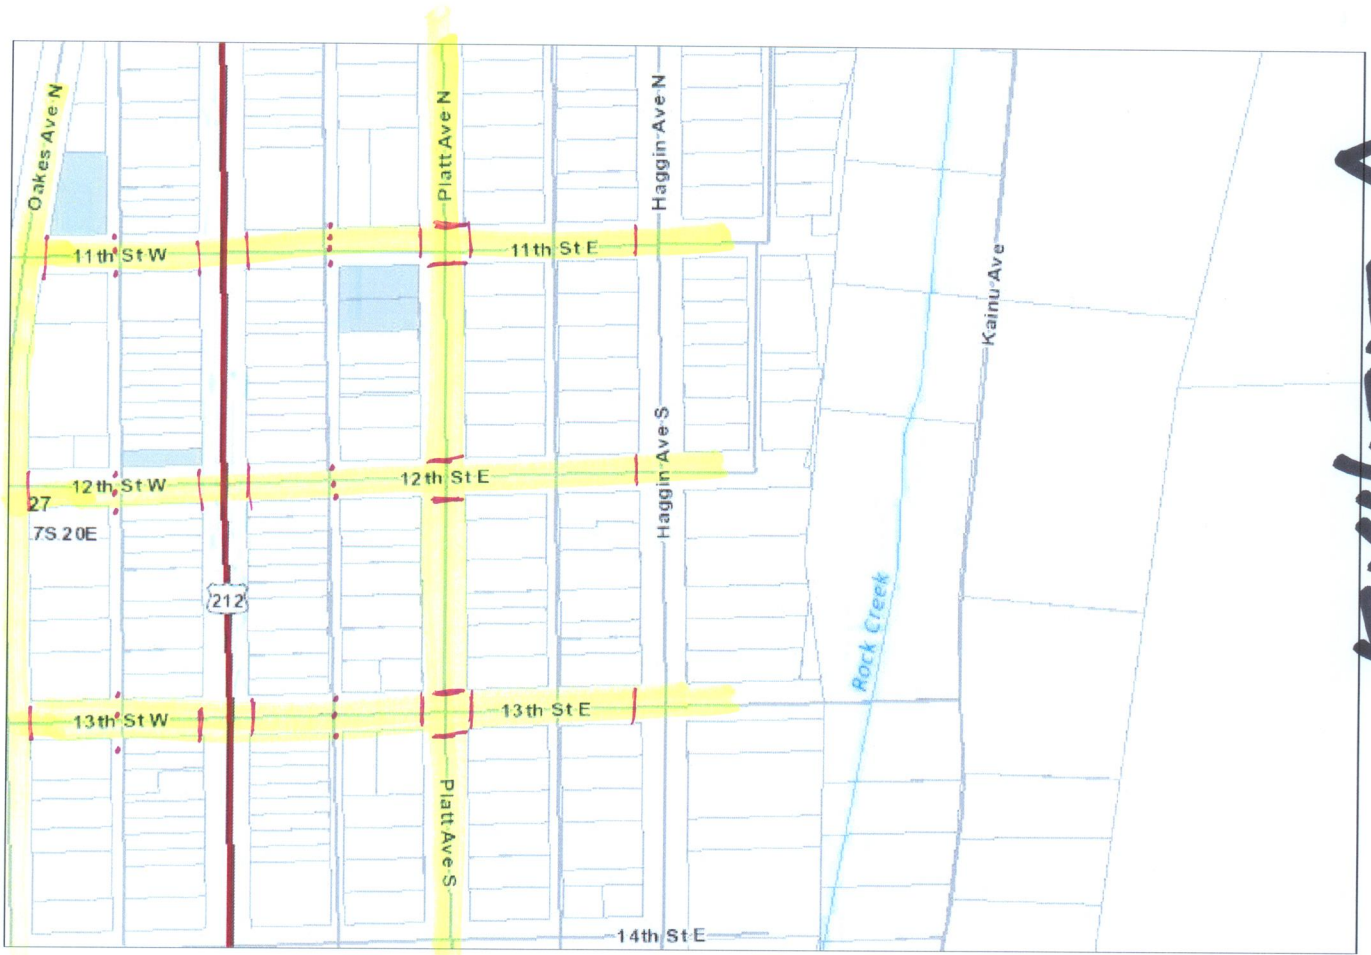 Oakes Ave N
Platt Ave N
Haggin Ave N
11th St W
11th St E
Kainu Ave
12th St W
12th St E
Haggin Ave S
27
7S 20E
212
Rock Creek
13th St W
13th St E
Platt Ave S
14th St E